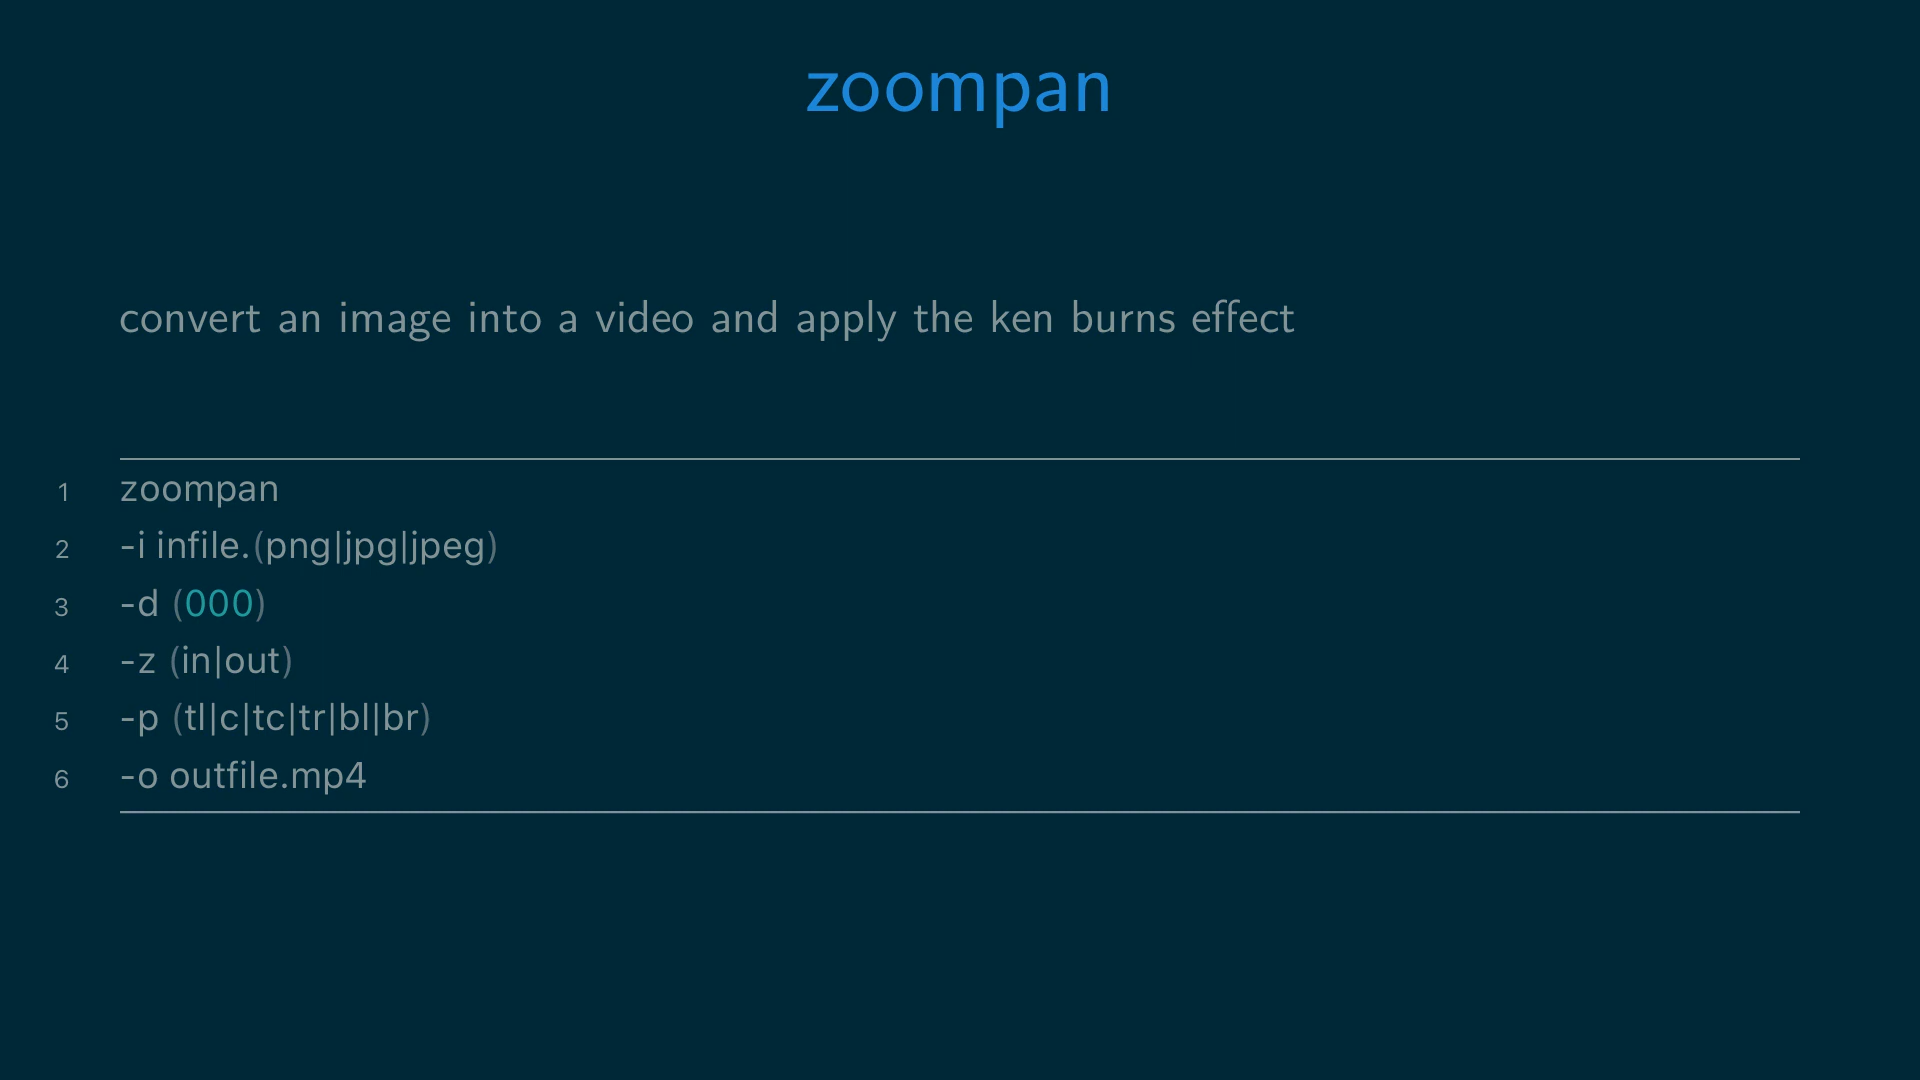 zoompan
convert an image into a video and apply the ken burns effect
1 zoompan
2 -i infile.(png|jpg|jpeg)
3 -d (000)
4 -z (in|out)
5 -p (tl||c|tc|tr|bl||br)
6 -o outfile.mp4